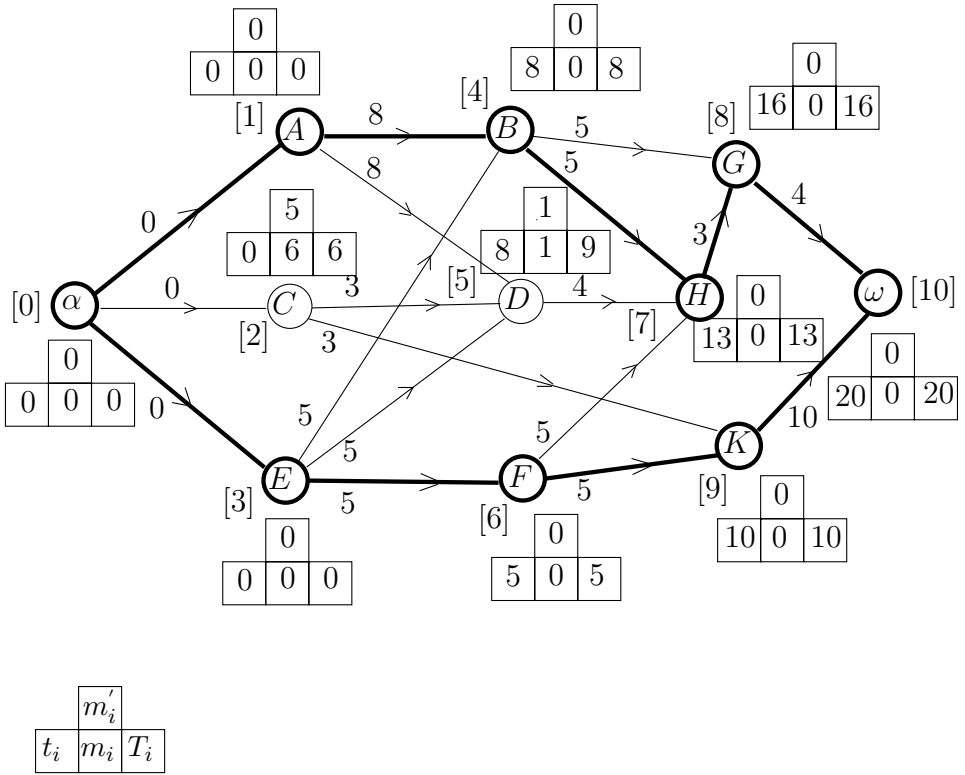 0
0 0 0
0
8 0 8
0
16 0 16
[1] A 8
[4] B 5
[8] G
8
5
4
0
5
0 6 6
1
8 1 9
3
[0] α 0
[2] C 3
[5] D 4
[7] H
ω [10]
3
0
13 0 13
0
0 0 0
0
0
20 0 20
5
5
5
10
[3] E 5
[6] F 5
[9] K
0
0 0 0
0
5 0 5
0
10 0 10
m'ᵢ
tᵢ mᵢ Tᵢ